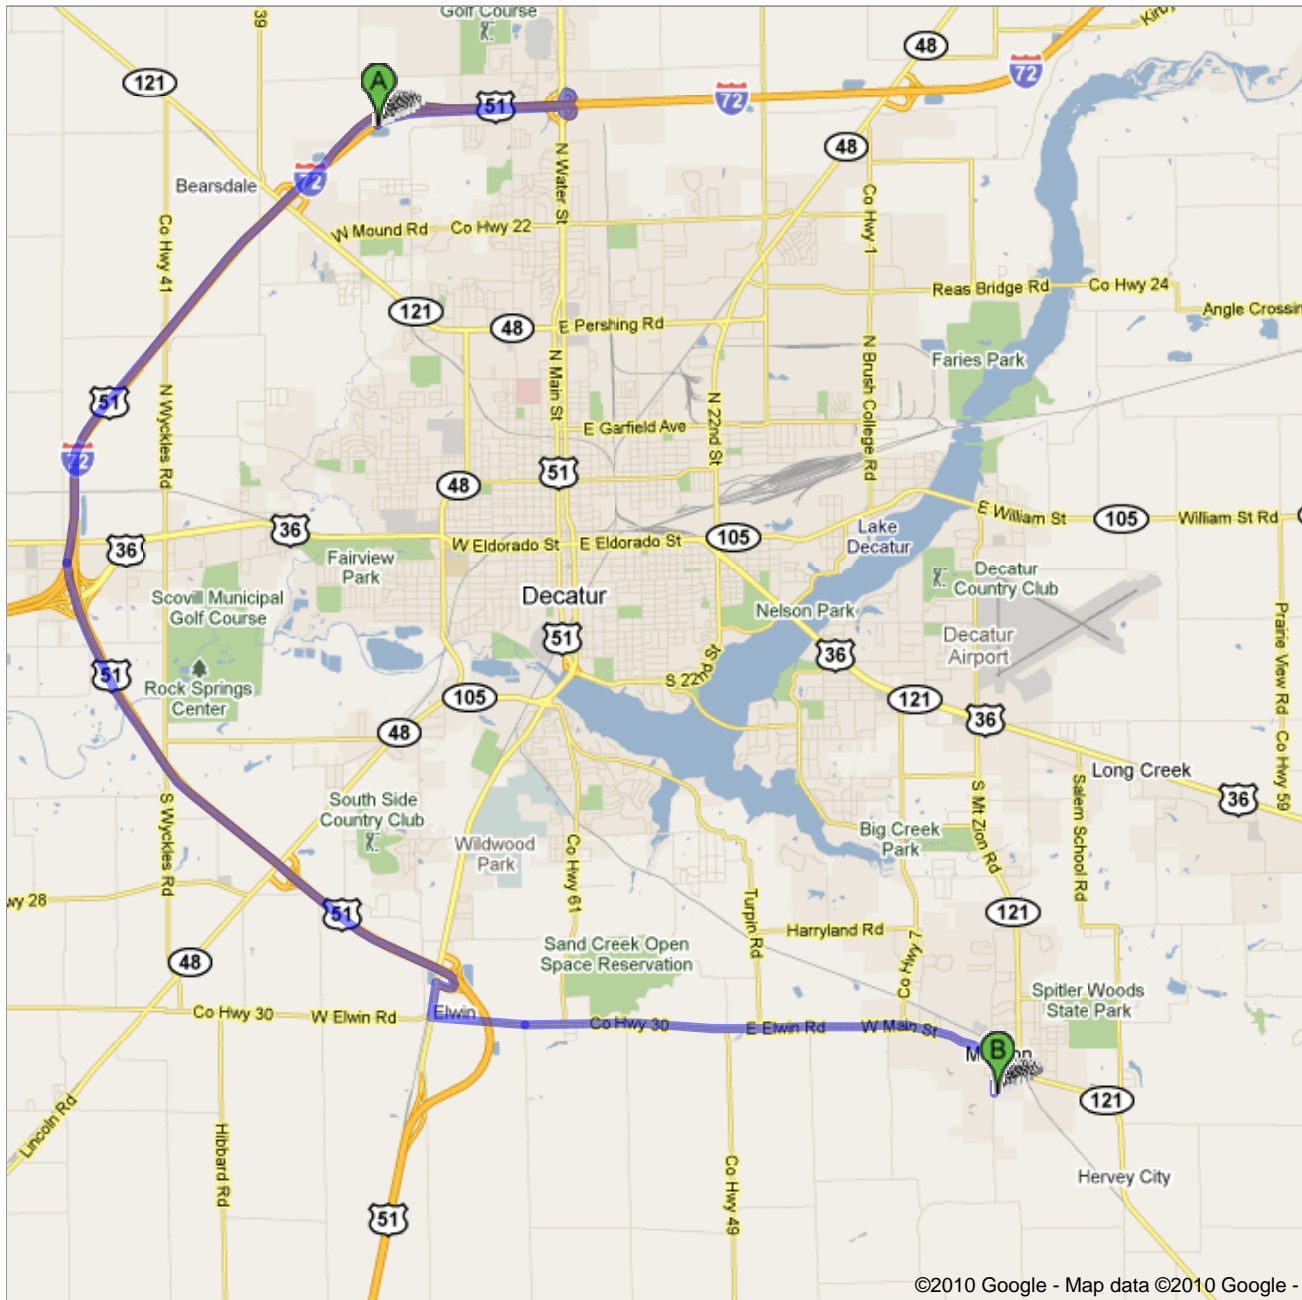 39
Golf Course
48
Kirby
121
A
51
72
72
N Water St
48
72
Bearsdale
Co Hwy 41
W Mound Rd
Co Hwy 22
Co Hwy 1
Reas Bridge Rd
Co Hwy 24
Angle Crossin
121
48
E Pershing Rd
Faries Park
N Main St
N Brush College Rd
51
N Wyckles Rd
N 22nd St
E Garfield Ave
72
51
48
E William St
105
William St Rd
36
36
W Eldorado St
E Eldorado St
105
Lake
Decatur
Fairview
Park
Decatur
Country Club
Scovill Municipal
Golf Course
Decatur
Nelson Park
Decatur
Airport
Prairie View Rd
51
36
51
Rock Springs
Center
S 22nd St
105
121
36
48
Co Hwy 59
Long Creek
36
S Mt Zion Rd
Salem School Rd
South Side
Country Club
S Wyckles Rd
Wildwood
Park
Big Creek
Park
Co Hwy 61
wy 28
51
Turpin Rd
121
Harryland Rd
Sand Creek Open
Space Reservation
Co Hwy 7
48
Spitler Woods
State Park
Co Hwy 30
W Elwin Rd
Elwin
Co Hwy 30
E Elwin Rd
W Main St
B
121
Lincoln Rd
Hibbard Rd
Co Hwy 49
Hervey City
51
©2010 Google - Map data ©2010 Google -